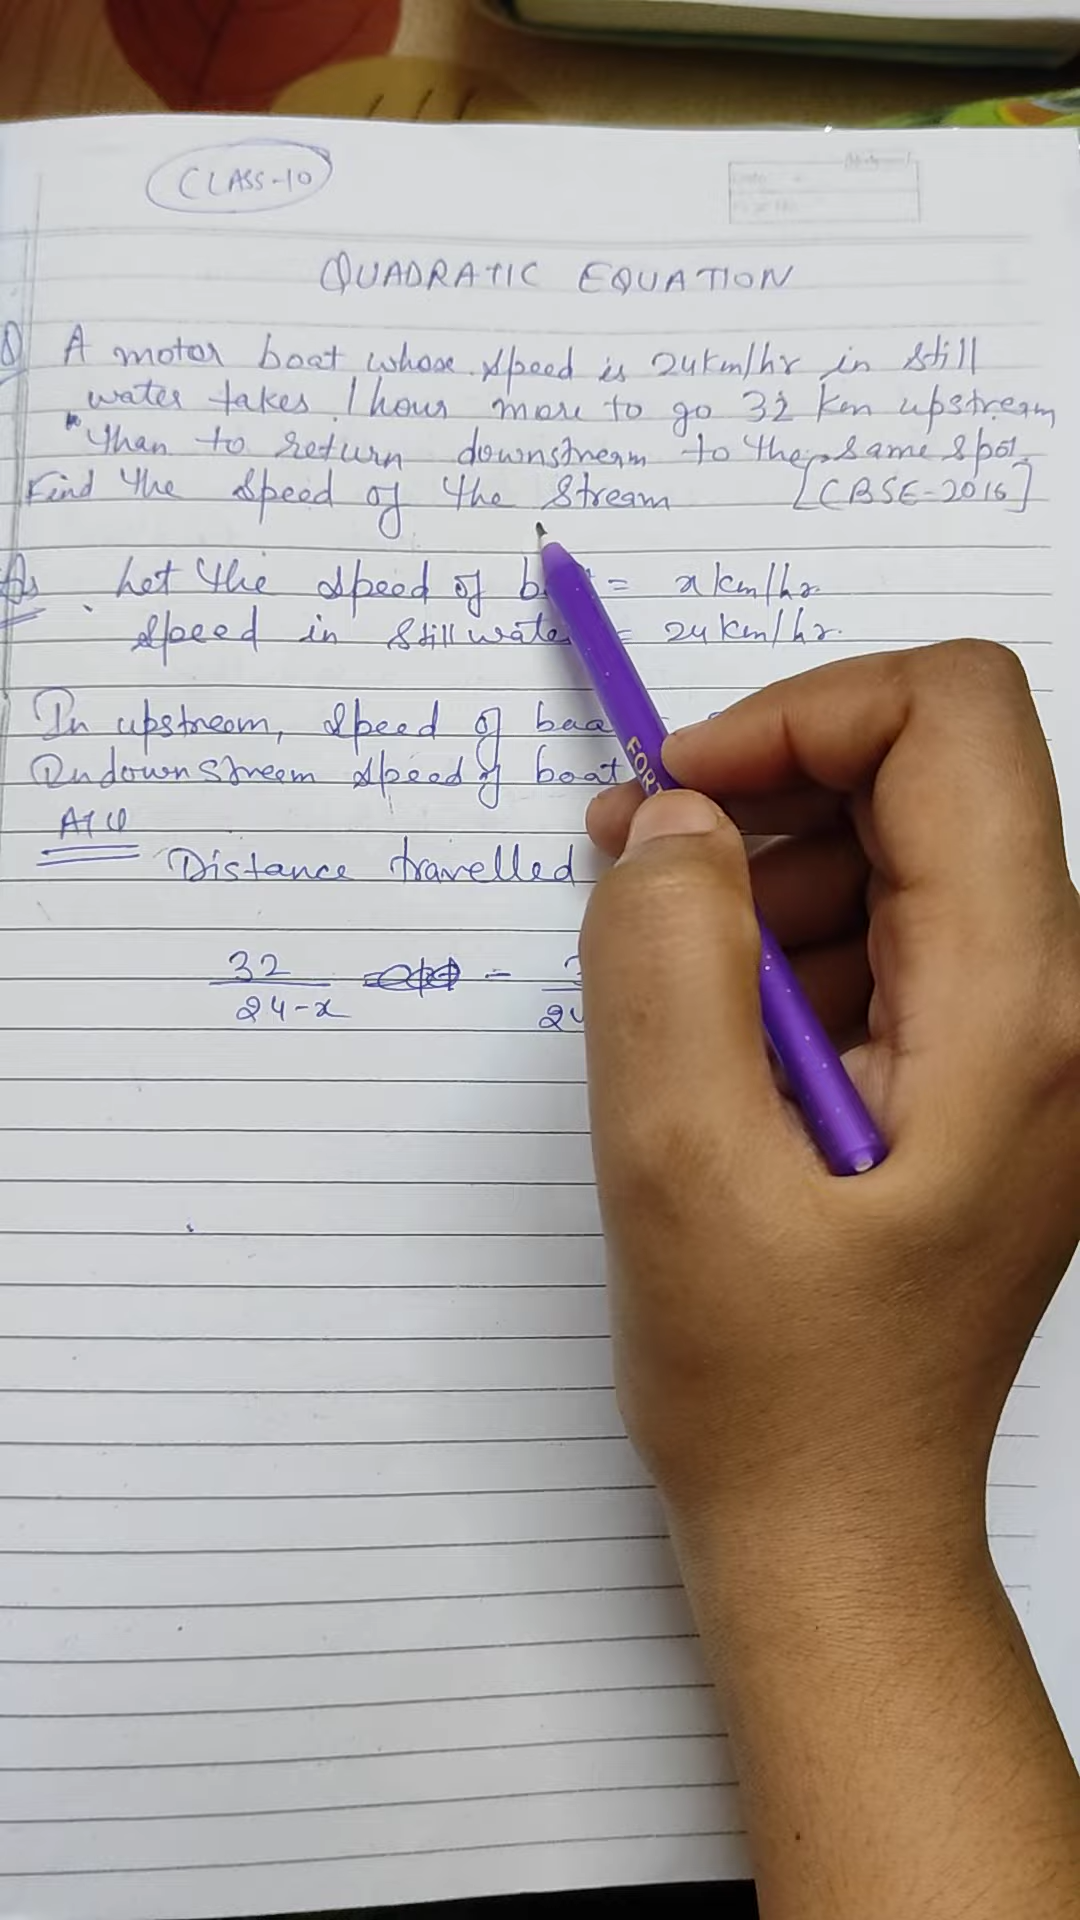 CLASS-10
QUADRATIC EQUATION
Q A motor boat whose speed is 24km/hr in still
water takes 1 hour more to go 32 km upstream
than to return downstream to the same spot.
Find the speed of the stream [CBSE-2016]
Let the speed of = x km/hr.
Speed in still water = 24 km/hr.
In upstream, speed of
In downstream speed of boat
ATQ
Distance travelled
32
24-x
-
FORT